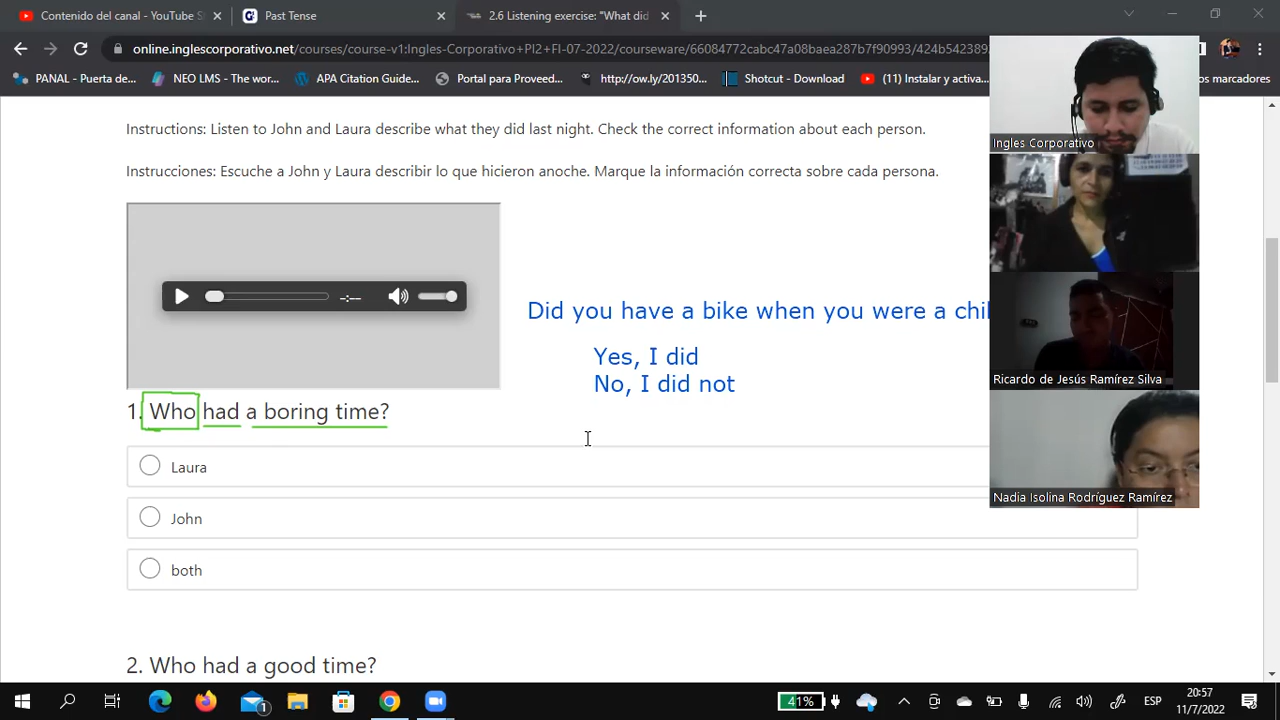 Contenido del canal - YouTube S
Past Tense
2.6 Listening exercise: "What did
online.inglescorporativo.net/courses/course-v1:Ingles-Corporativo+PI2+FI-07-2022/courseware/66084772cabc47a08baea287b7f90993/424b542389
PANAL - Puerta de...
NEO LMS - The wor...
APA Citation Guide...
Portal para Proveed...
http://ow.ly/201350...
Shotcut - Download
(11) Instalar y activa...
os marcadores
Instructions: Listen to John and Laura describe what they did last night. Check the correct information about each person.
Ingles Corporativo
Instrucciones: Escuche a John y Laura describir lo que hicieron anoche. Marque la información correcta sobre cada persona.
-:--
Did you have a bike when you were a chil
Yes, I did
No, I did not
Ricardo de Jesús Ramírez Silva
1. Who had a boring time?
Laura
Nadia Isolina Rodríguez Ramírez
John
both
2. Who had a good time?
1
41%
ESP
20:57
11/7/2022